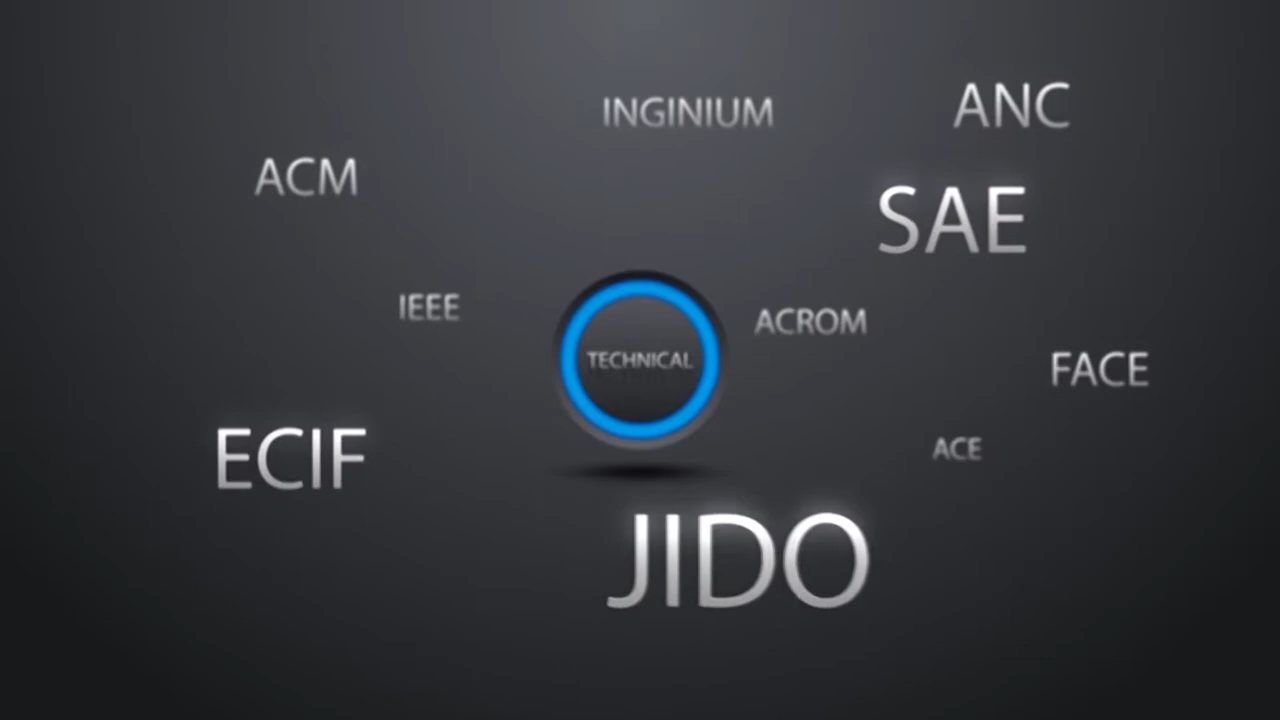 INGINIUM
ANC
ACM
SAE
IEEE
ACROM
TECHNICAL
FACE
ECIF
ACE
JIDO